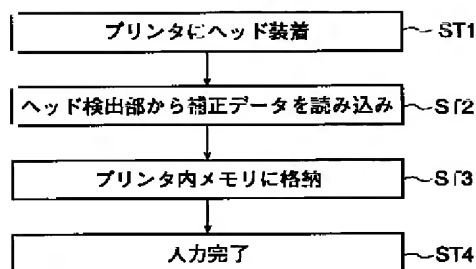 プリンタにヘッド装着 ST1
ヘッド検出部から補正データを読み込み ST2
プリンタ内メモリに格納 ST3
入力完了 ST4